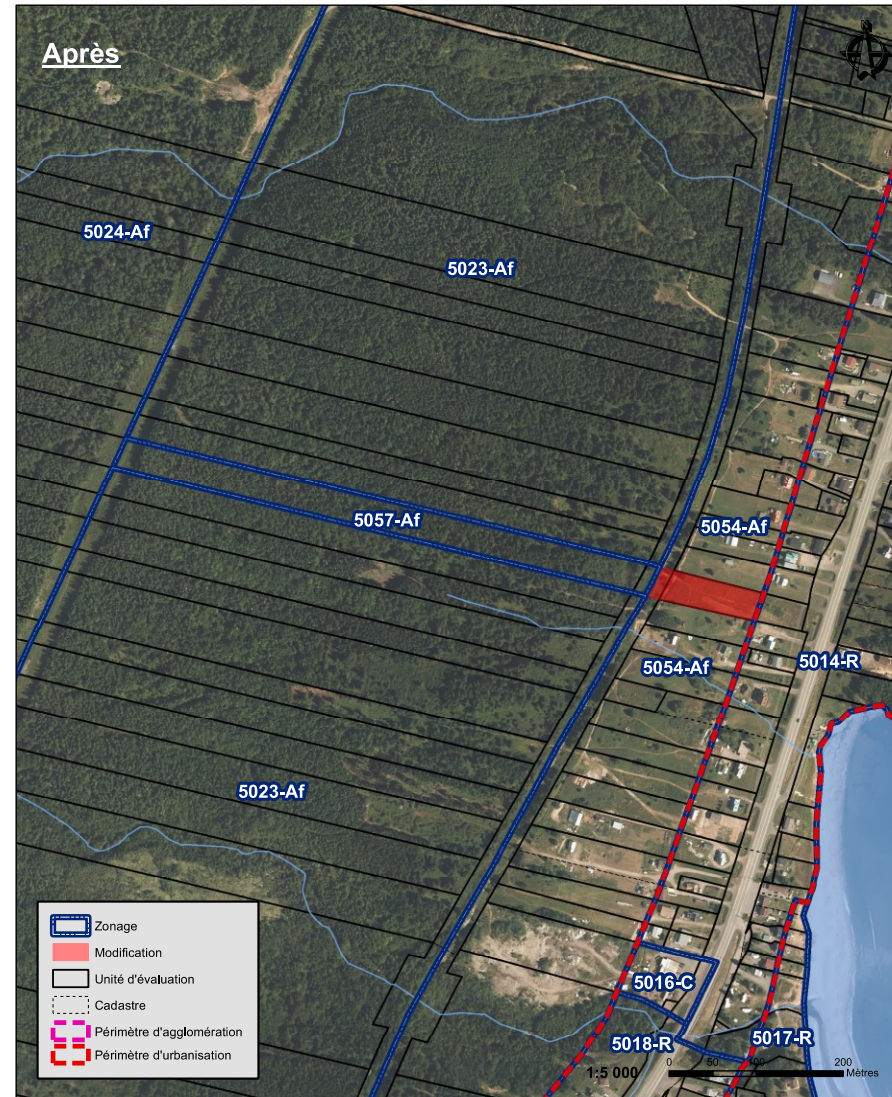 Après
5024-Af
5023-Af
5057-Af
5054-Af
5054-Af
5014-R
5023-Af
5016-C
5018-R
5017-R
Zonage
Modification
Unité d'évaluation
Cadastre
Périmètre d'agglomération
Périmètre d'urbanisation
1:5 000
0 50 100 200
Mètres